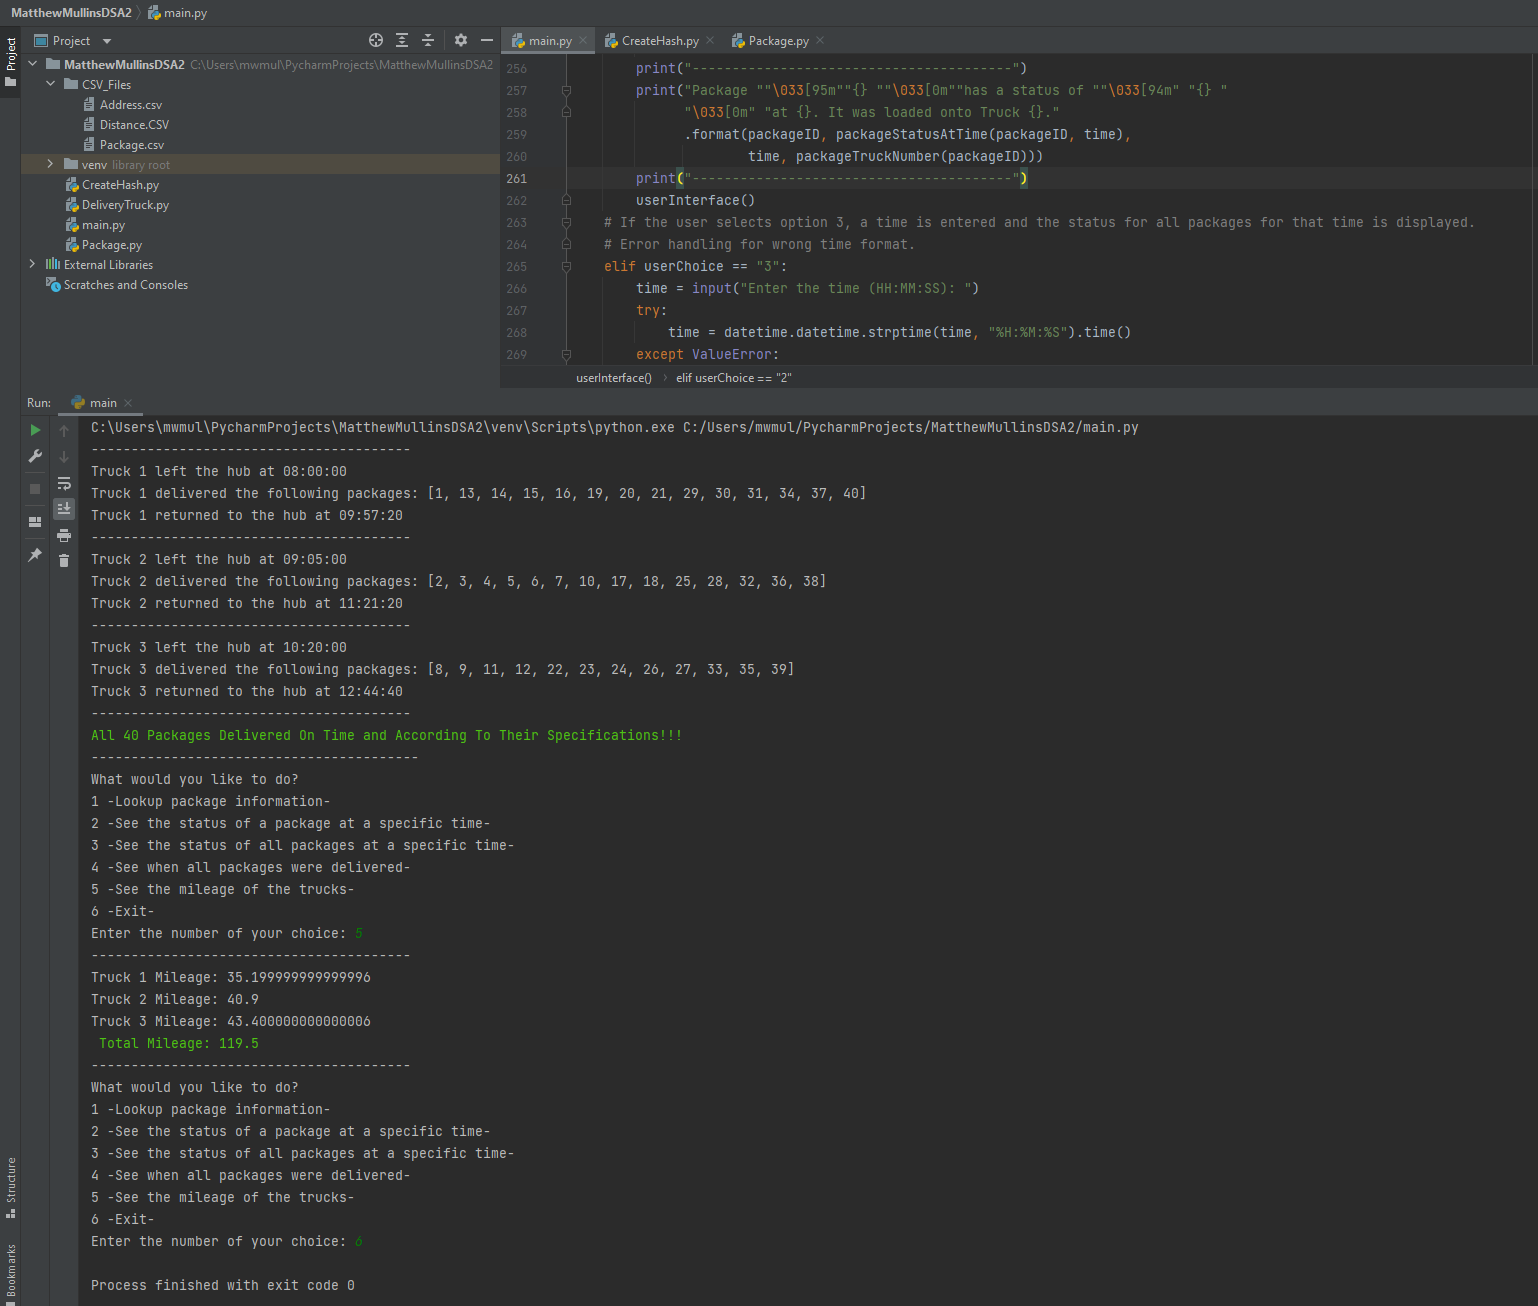 MatthewMullinsDSA2 main.py
Project
Project
MatthewMullinsDSA2 C:\Users\mwmul\PycharmProjects\MatthewMullinsDSA2
CSV_Files
Address.csv
Distance.CSV
Package.csv
venv library root
CreateHash.py
DeliveryTruck.py
main.py
Package.py
External Libraries
Scratches and Consoles
main.py CreateHash.py Package.py
256 print("----------------------------------------")
257 print("Package ""\033[95m""{} ""\033[0m""has a status of ""\033[94m" "{} "
258 "\033[0m" "at {}. It was loaded onto Truck {}."
259 .format(packageID, packageStatusAtTime(packageID, time),
260 time, packageTruckNumber(packageID)))
261 print("----------------------------------------")
262 userInterface()
263 # If the user selects option 3, a time is entered and the status for all packages for that time is displayed.
264 # Error handling for wrong time format.
265 elif userChoice == "3":
266 time = input("Enter the time (HH:MM:SS): ")
267 try:
268 time = datetime.datetime.strptime(time, "%H:%M:%S").time()
269 except ValueError:
userInterface() elif userChoice == "2"
Run: main
C:\Users\mwmul\PycharmProjects\MatthewMullinsDSA2\venv\Scripts\python.exe C:/Users/mwmul/PycharmProjects/MatthewMullinsDSA2/main.py
----------------------------------------
Truck 1 left the hub at 08:00:00
Truck 1 delivered the following packages: [1, 13, 14, 15, 16, 19, 20, 21, 29, 30, 31, 34, 37, 40]
Truck 1 returned to the hub at 09:57:20
----------------------------------------
Truck 2 left the hub at 09:05:00
Truck 2 delivered the following packages: [2, 3, 4, 5, 6, 7, 10, 17, 18, 25, 28, 32, 36, 38]
Truck 2 returned to the hub at 11:21:20
----------------------------------------
Truck 3 left the hub at 10:20:00
Truck 3 delivered the following packages: [8, 9, 11, 12, 22, 23, 24, 26, 27, 33, 35, 39]
Truck 3 returned to the hub at 12:44:40
----------------------------------------
All 40 Packages Delivered On Time and According To Their Specifications!!!
-----------------------------------------
What would you like to do?
1 -Lookup package information-
2 -See the status of a package at a specific time-
3 -See the status of all packages at a specific time-
4 -See when all packages were delivered-
5 -See the mileage of the trucks-
6 -Exit-
Enter the number of your choice: 5
----------------------------------------
Truck 1 Mileage: 35.199999999999996
Truck 2 Mileage: 40.9
Truck 3 Mileage: 43.400000000000006
Total Mileage: 119.5
----------------------------------------
What would you like to do?
1 -Lookup package information-
2 -See the status of a package at a specific time-
3 -See the status of all packages at a specific time-
4 -See when all packages were delivered-
5 -See the mileage of the trucks-
6 -Exit-
Enter the number of your choice: 6
Process finished with exit code 0
Structure
Bookmarks